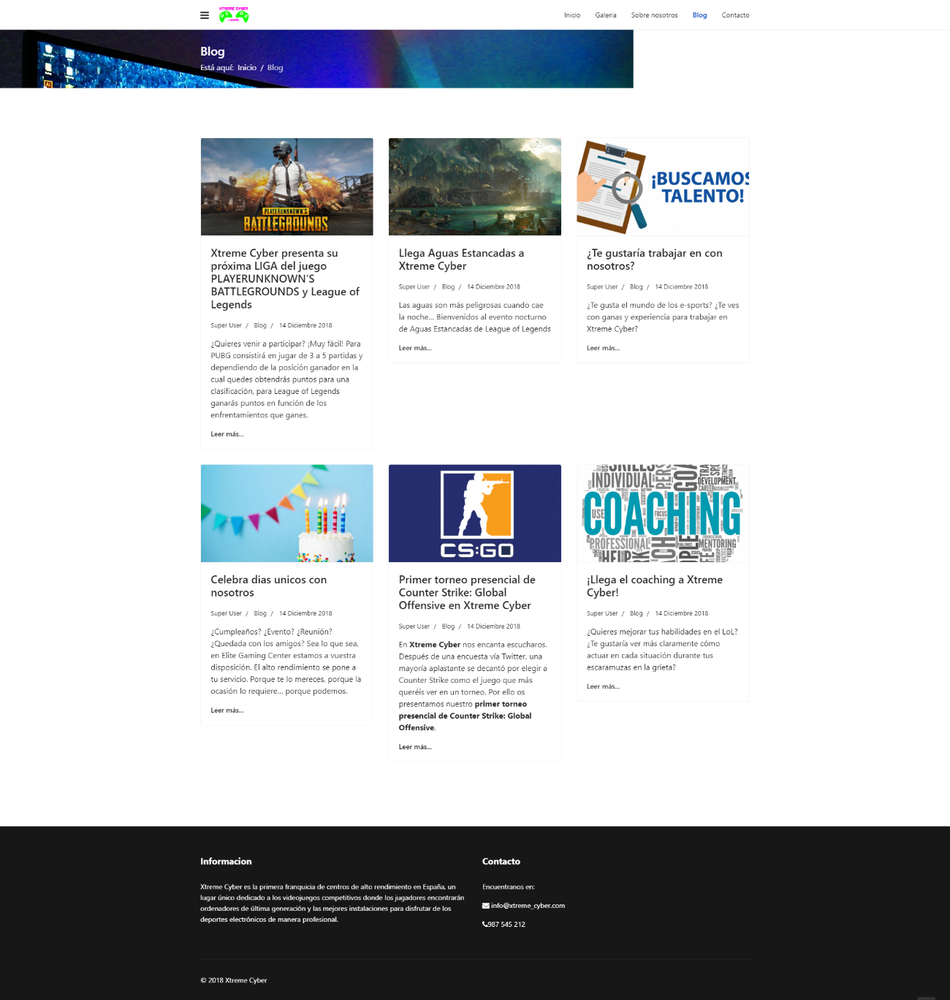 XTREME CYBER
Inicio Galeria Sobre nosotros Blog Contacto
Blog
Está aquí: Inicio / Blog
PLAYERUNKNOWN'S
BATTLEGROUNDS
¡BUSCAMOS
TALENTO!
Xtreme Cyber presenta su
próxima LIGA del juego
PLAYERUNKNOWN'S
BATTLEGROUNDS y League of
Legends
Super User / Blog / 14 Diciembre 2018
¿Quieres venir a participar? ¡Muy fácil! Para
PUBG consistirá en jugar de 3 a 5 partidas y
dependiendo de la posición ganador en la
cual quedes obtendrás puntos para una
clasificación, para League of Legends
ganarás puntos en función de los
enfrentamientos que ganes.
Leer más...
Llega Aguas Estancadas a
Xtreme Cyber
Super User / Blog / 14 Diciembre 2018
Las aguas son más peligrosas cuando cae
la noche... Bienvenidos al evento nocturno
de Aguas Estancadas de League of Legends
Leer más...
¿Te gustaría trabajar en con
nosotros?
Super User / Blog / 14 Diciembre 2018
¿Te gusta el mundo de los e-sports? ¿Te ves
con ganas y experiencia para trabajar en
Xtreme Cyber?
Leer más...
Celebra dias unicos con
nosotros
Super User / Blog / 14 Diciembre 2018
¿Cumpleaños? ¿Evento? ¿Reunión?
¿Quedada con los amigos? Sea lo que sea,
en Elite Gaming Center estamos a vuestra
disposición. El alto rendimiento se pone a
tu servicio. Porque te lo mereces, porque la
ocasión lo requiere... porque podemos.
Leer más...
CS:GO
Primer torneo presencial de
Counter Strike: Global
Offensive en Xtreme Cyber
Super User / Blog / 14 Diciembre 2018
En Xtreme Cyber nos encanta escucharos.
Después de una encuesta vía Twitter, una
mayoría aplastante se decantó por elegir a
Counter Strike como el juego que más
queréis ver en un torneo. Por ello os
presentamos nuestro primer torneo
presencial de Counter Strike: Global
Offensive.
Leer más...
SKILLS
INDIVIDUAL
DEVELOPMENT
CAREER BUSINESS
USE
FOCUS
COACHING
PROFESSIONAL
MENTORING
HELP
¡Llega el coaching a Xtreme
Cyber!
Super User / Blog / 14 Diciembre 2018
¿Quieres mejorar tus habilidades en el LoL?
¿Te gustaría ver más claramente cómo
actuar en cada situación durante tus
escaramuzas en la grieta?
Leer más...
Informacion
Xtreme Cyber es la primera franquicia de centros de alto rendimiento en España, un
lugar único dedicado a los videojuegos competitivos donde los jugadores encontrarán
ordenadores de última generación y las mejores instalaciones para disfrutar de los
deportes electrónicos de manera profesional.
Contacto
Encuentranos en:
info@xtreme_cyber.com
987 545 212
© 2018 Xtreme Cyber